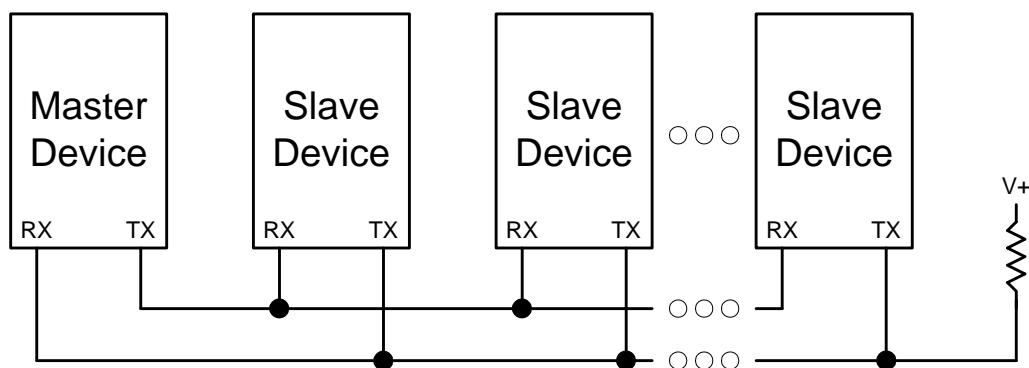 Master
Device
Slave
Device
Slave
Device
Slave
Device
RX TX
RX TX
RX TX
RX TX
V+